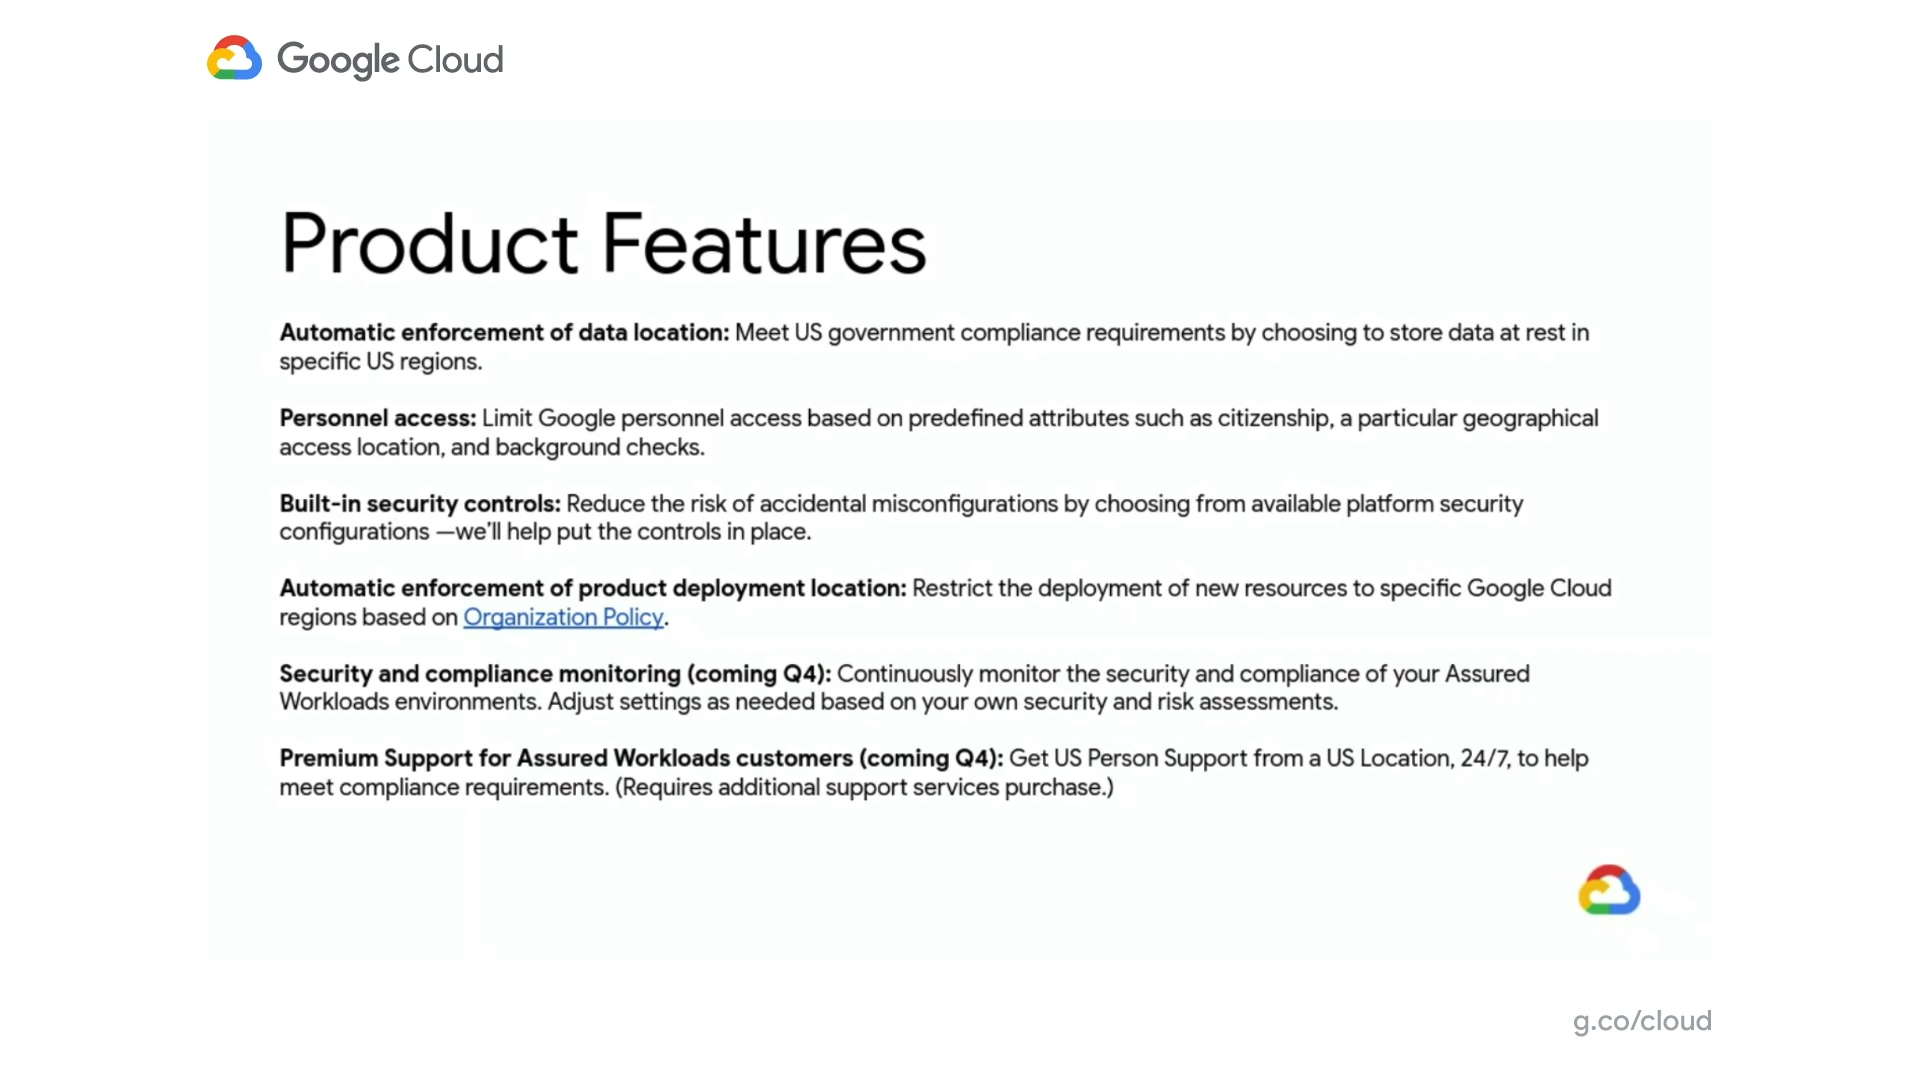 Google Cloud
Product Features
Automatic enforcement of data location: Meet US government compliance requirements by choosing to store data at rest in
specific US regions.
Personnel access: Limit Google personnel access based on predefined attributes such as citizenship, a particular geographical
access location, and background checks.
Built-in security controls: Reduce the risk of accidental misconfigurations by choosing from available platform security
configurations —we’ll help put the controls in place.
Automatic enforcement of product deployment location: Restrict the deployment of new resources to specific Google Cloud
regions based on Organization Policy.
Security and compliance monitoring (coming Q4): Continuously monitor the security and compliance of your Assured
Workloads environments. Adjust settings as needed based on your own security and risk assessments.
Premium Support for Assured Workloads customers (coming Q4): Get US Person Support from a US Location, 24/7, to help
meet compliance requirements. (Requires additional support services purchase.)
g.co/cloud